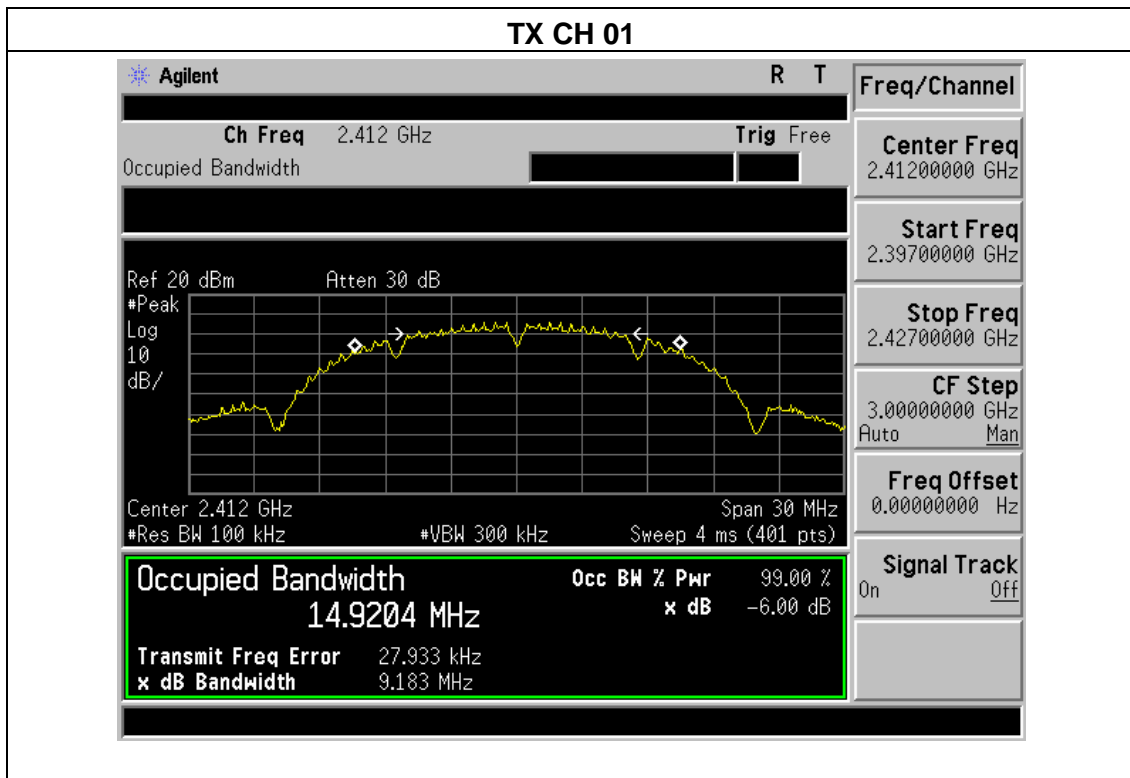 TX CH 01
Agilent R T
Freq/Channel
Ch Freq 2.412 GHz Trig Free
Occupied Bandwidth
Center Freq
2.41200000 GHz
Start Freq
2.39700000 GHz
Ref 20 dBm Atten 30 dB
#Peak
Log
10
dB/
Stop Freq
2.42700000 GHz
CF Step
3.00000000 GHz
Auto Man
Center 2.412 GHz Span 30 MHz
#Res BW 100 kHz #VBW 300 kHz Sweep 4 ms (401 pts)
Freq Offset
0.00000000 Hz
Occupied Bandwidth Occ BW % Pwr 99.00 %
14.9204 MHz x dB -6.00 dB
Signal Track
On Off
Transmit Freq Error 27.933 kHz
x dB Bandwidth 9.183 MHz